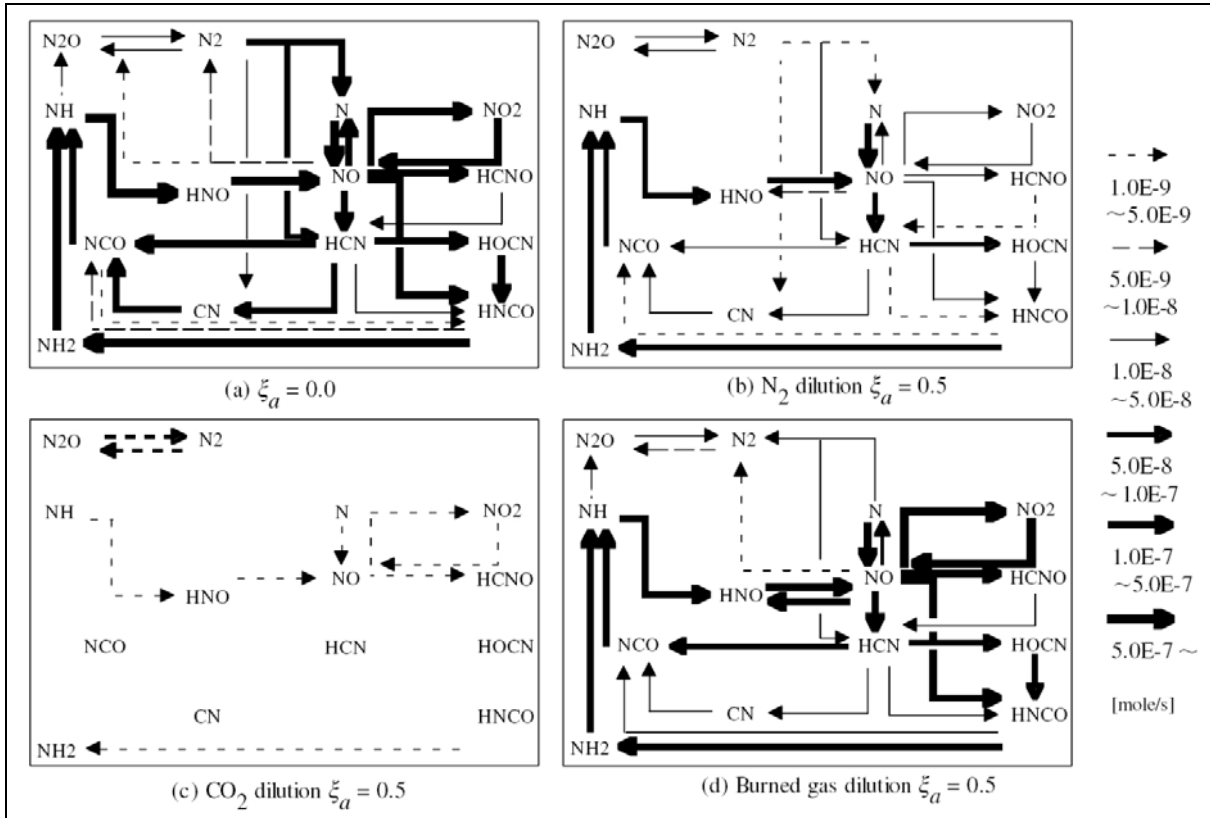 N2O N2
NH N NO2
HNO NO HCNO
NCO HCN HOCN
CN HNCO
NH2
(a) ξa = 0.0
N2O N2
NH N NO2
HNO NO HCNO
NCO HCN HOCN
CN HNCO
NH2
(b) N2 dilution ξa = 0.5
N2O N2
NH N NO2
HNO NO HCNO
NCO HCN HOCN
CN HNCO
NH2
(c) CO2 dilution ξa = 0.5
N2O N2
NH N NO2
HNO NO HCNO
NCO HCN HOCN
CN HNCO
NH2
(d) Burned gas dilution ξa = 0.5
1.0E-9
~5.0E-9
5.0E-9
~1.0E-8
1.0E-8
~5.0E-8
5.0E-8
~1.0E-7
1.0E-7
~5.0E-7
5.0E-7~
[mole/s]